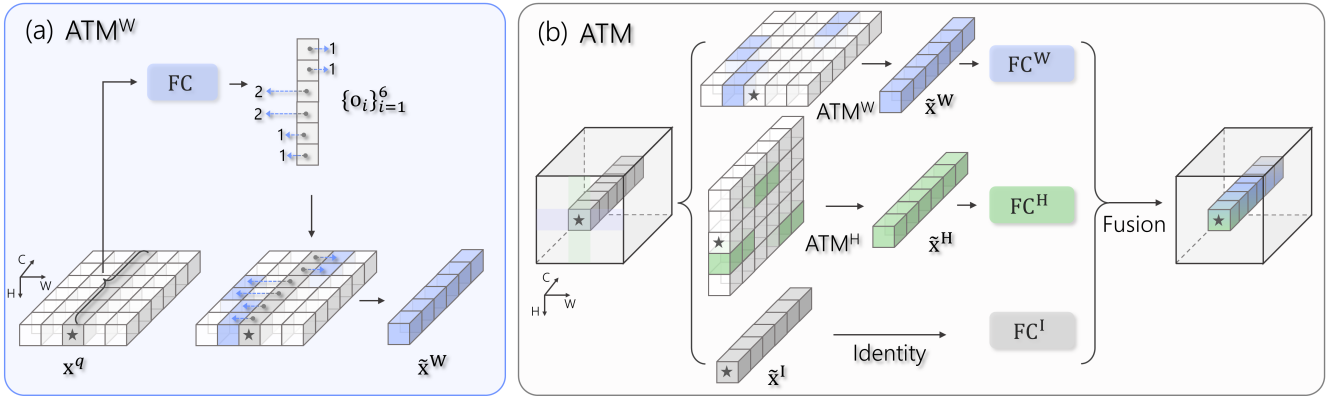 (a) ATMᵂ
FC
1
1
2
2
1
1
{oᵢ}⁶ᵢ₌₁
C
H
W
★
★
x^q
x̃ᵂ
(b) ATM
★
ATMᵂ
x̃ᵂ
FCᵂ
★
★
ATMᴴ
x̃ᴴ
FCᴴ
Fusion
★
C
H
W
★
x̃ᴵ
Identity
FCᴵ